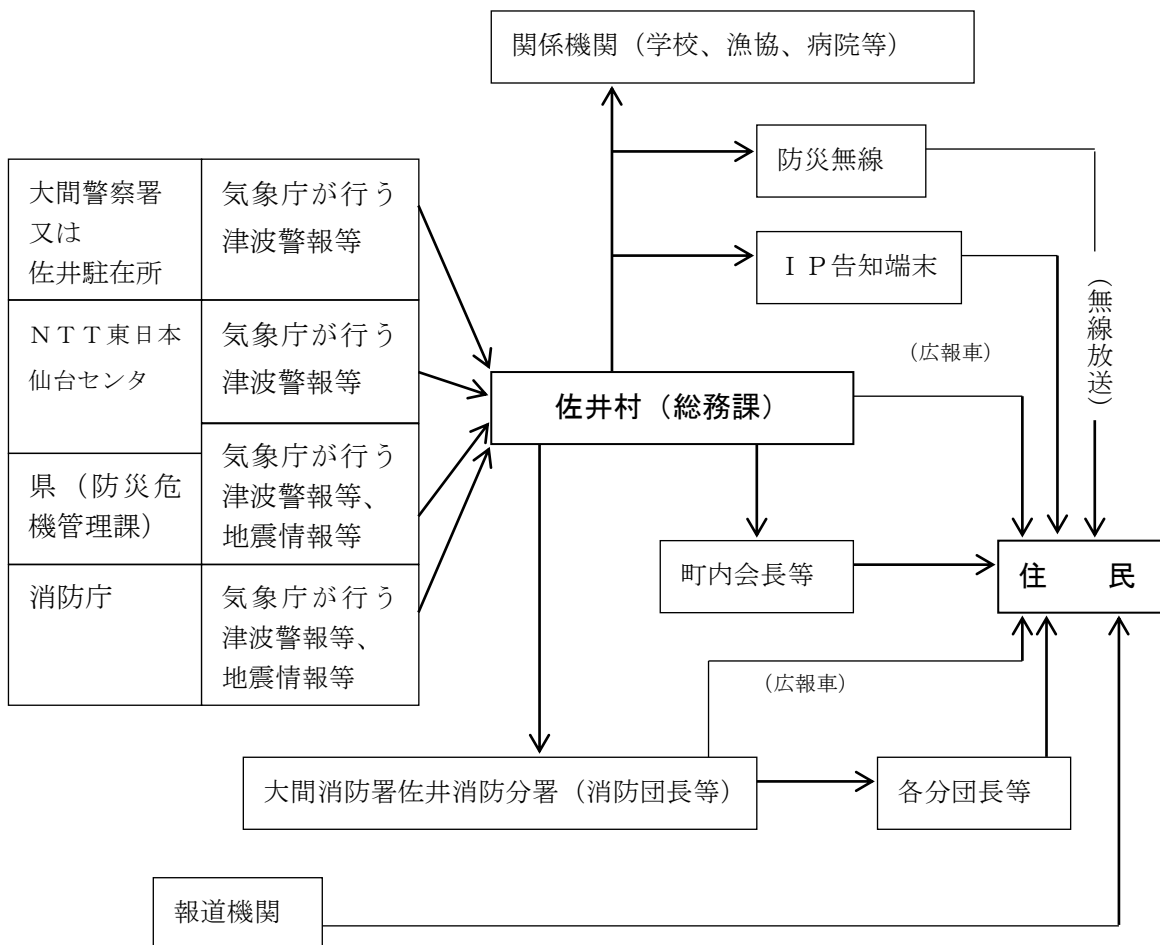 関係機関（学校、漁協、病院等）
防災無線
ＩＰ告知端末
（無線放送）
（広報車）
大間警察署
又は
佐井駐在所
気象庁が行う
津波警報等
ＮＴＴ東日本
仙台センタ
気象庁が行う
津波警報等
県（防災危
機管理課）
気象庁が行う
津波警報等、
地震情報等
消防庁
気象庁が行う
津波警報等、
地震情報等
佐井村（総務課）
町内会長等
住　　民
（広報車）
大間消防署佐井消防分署（消防団長等）
各分団長等
報道機関